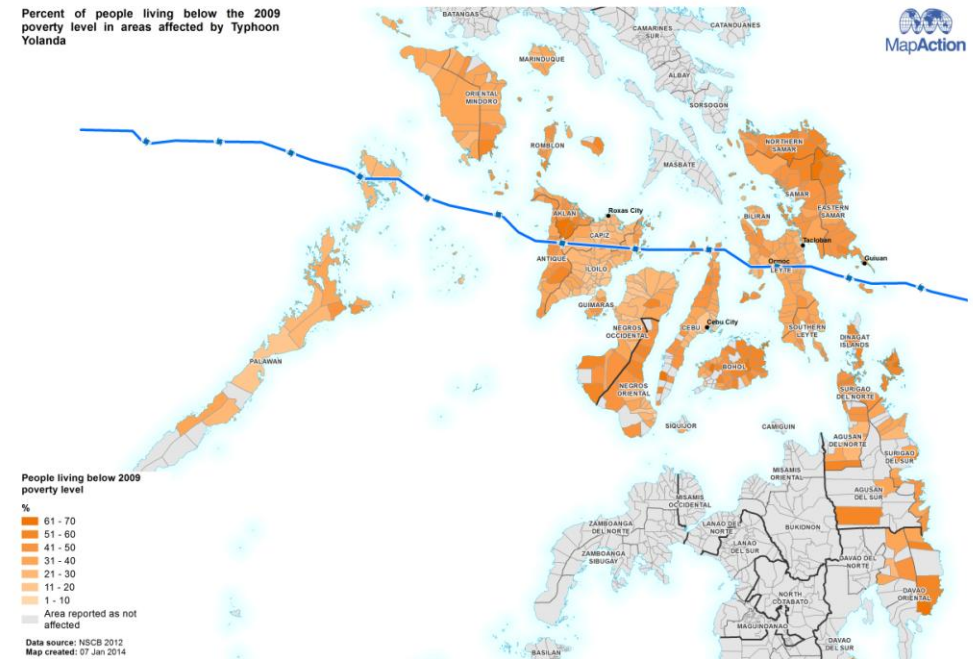 Percent of people living below the 2009
poverty level in areas affected by Typhoon
Yolanda
MapAction
BATANGAS
CAMARINES
SUR
CATANDUANES
MARINDUQUE
ALBAY
ORIENTAL
MINDORO
SORSOGON
ROMBLON
MASBATE
NORTHERN
SAMAR
SAMAR
EASTERN
SAMAR
AKLAN
Roxas City
BILIRAN
CAPIZ
Tacloban
ANTIQUE
Guiuan
ILOILO
Ormoc
LEYTE
GUIMARAS
NEGROS
OCCIDENTAL
CEBU
Cebu City
SOUTHERN
LEYTE
DINAGAT
ISLANDS
PALAWAN
BOHOL
NEGROS
ORIENTAL
SURIGAO
DEL NORTE
SIQUIJOR
CAMIGUIN
AGUSAN
DEL NORTE
SURIGAO
DEL SUR
MISAMIS
ORIENTAL
People living below 2009
poverty level
%
61 - 70
51 - 60
41 - 50
31 - 40
21 - 30
11 - 20
1 - 10
Area reported as not
affected
Data source: NSCB 2012
Map created: 07 Jan 2014
MISAMIS
OCCIDENTAL
AGUSAN
DEL SUR
ZAMBOANGA
DEL NORTE
LANAO DEL
NORTE
BUKIDNON
LANAO
DEL SUR
ZAMBOANGA
SIBUGAY
DAVAO DEL
NORTE
NORTH
COTABATO
DAVAO
ORIENTAL
MAGUINDANAO
DAVAO
DEL SUR
BASILAN